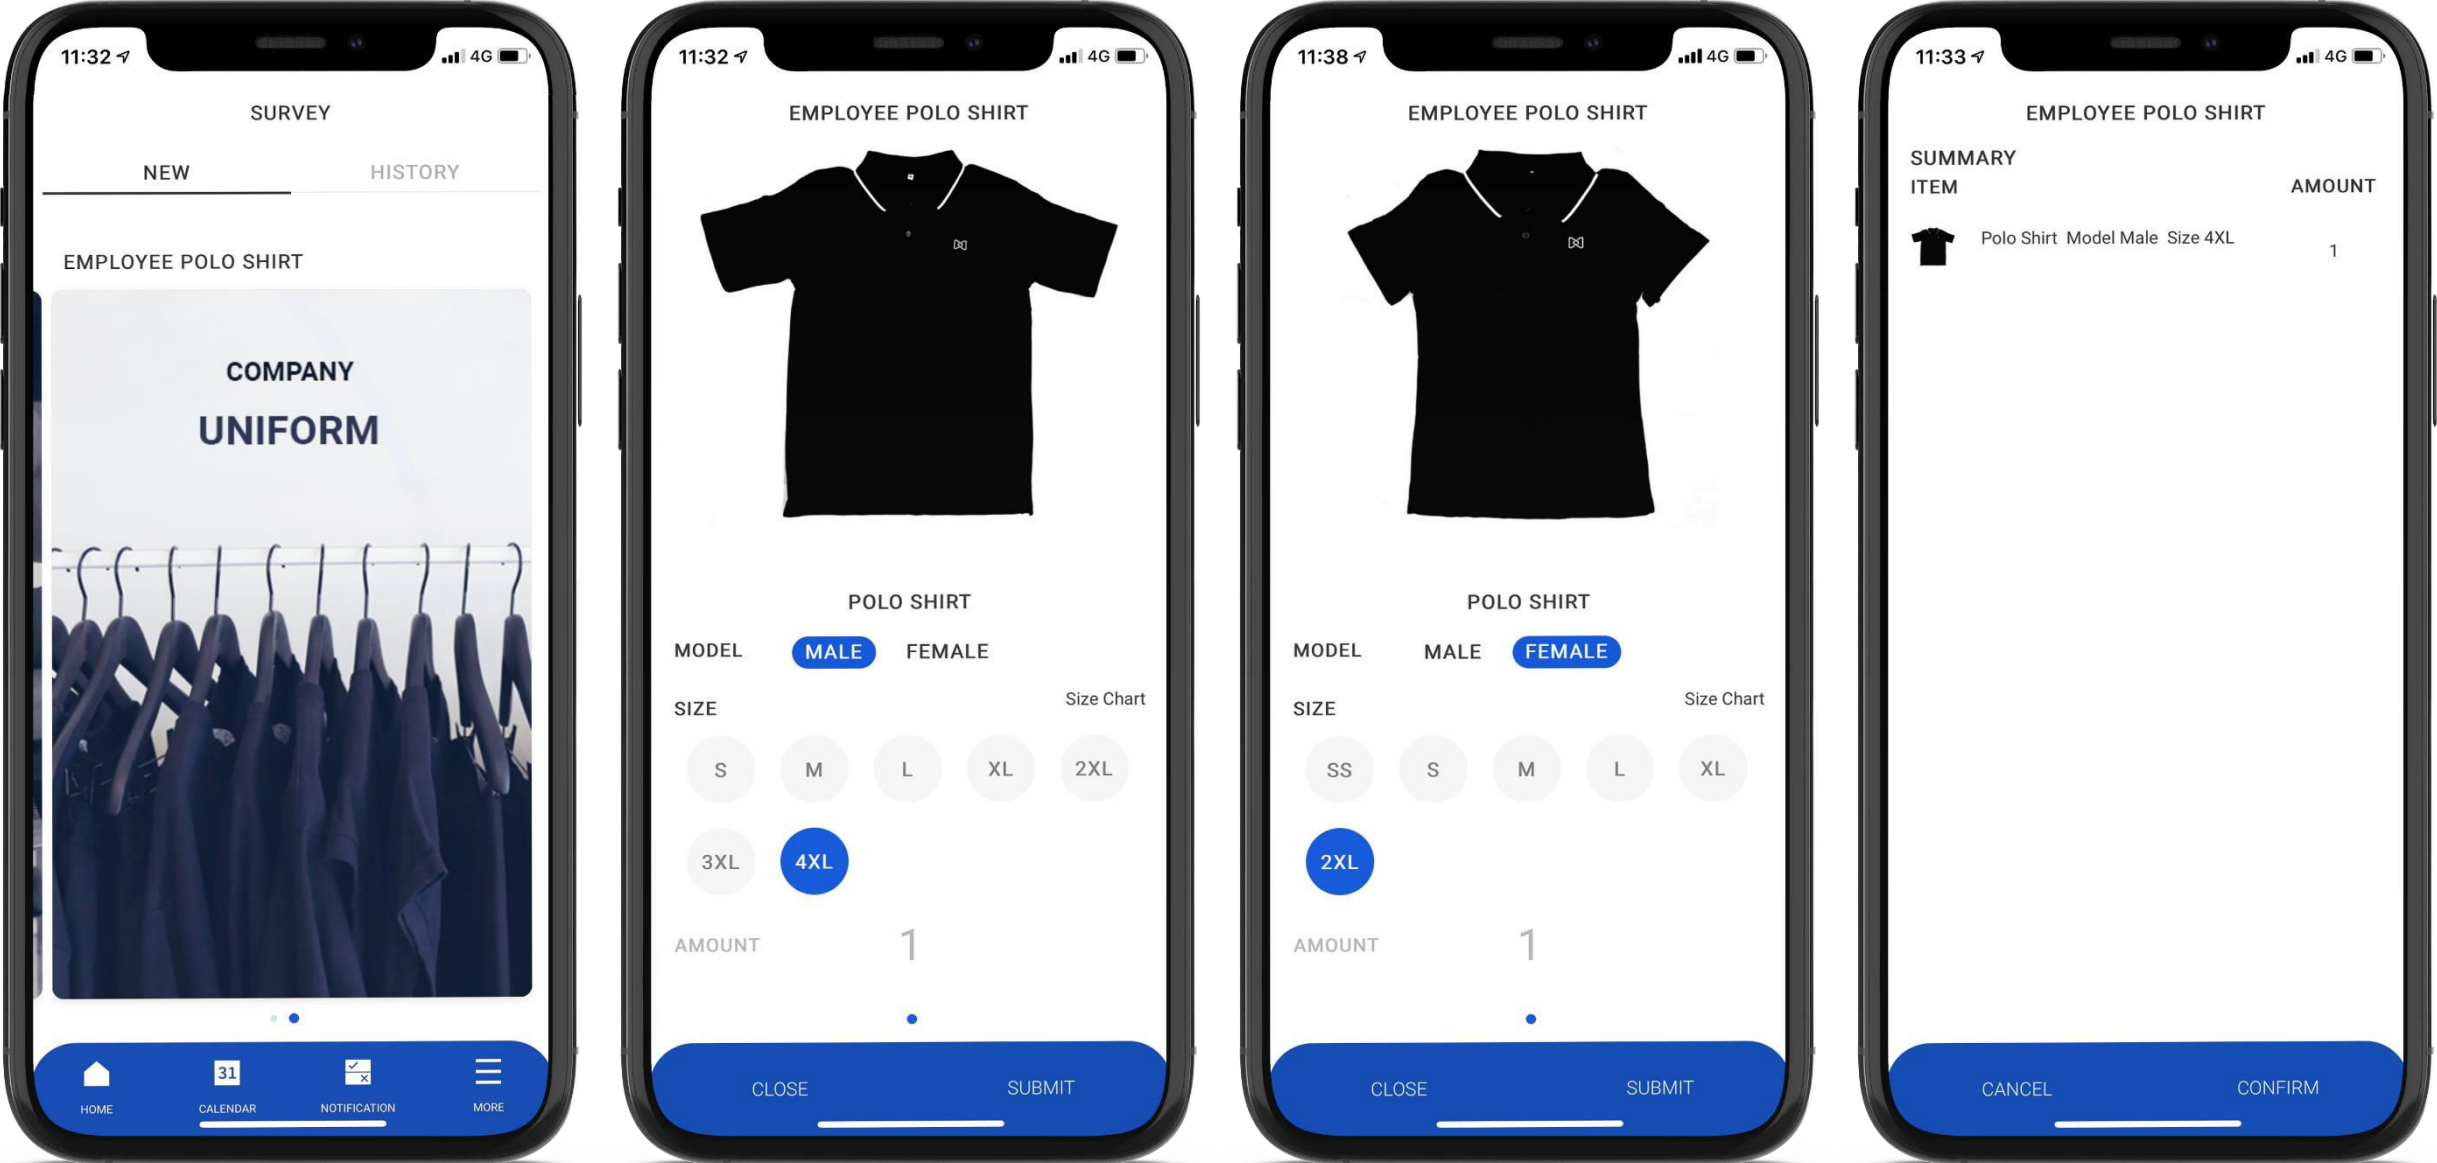 11:32
4G
SURVEY
NEW HISTORY
EMPLOYEE POLO SHIRT
COMPANY
UNIFORM
31
HOME CALENDAR NOTIFICATION MORE
11:32
4G
EMPLOYEE POLO SHIRT
POLO SHIRT
MODEL MALE FEMALE
Size Chart
SIZE
S M L XL 2XL
3XL 4XL
AMOUNT 1
CLOSE SUBMIT
11:38
4G
EMPLOYEE POLO SHIRT
POLO SHIRT
MODEL MALE FEMALE
Size Chart
SIZE
SS S M L XL
2XL
AMOUNT 1
CLOSE SUBMIT
11:33
4G
EMPLOYEE POLO SHIRT
SUMMARY
ITEM AMOUNT
Polo Shirt Model Male Size 4XL
1
CANCEL CONFIRM